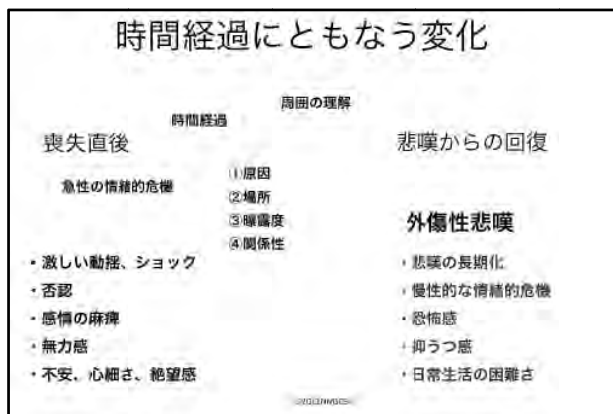 時間経過にともなう変化
周囲の理解
時間経過
喪失直後
悲嘆からの回復
急性の情緒的危機
①原因
②場所
③曝露度
④関係性
外傷性悲嘆
・激しい動揺、ショック
・否認
・感情の麻痺
・無力感
・不安、心細さ、絶望感
・悲嘆の長期化
・慢性的な情緒的危機
・恐怖感
・抑うつ感
・日常生活の困難さ